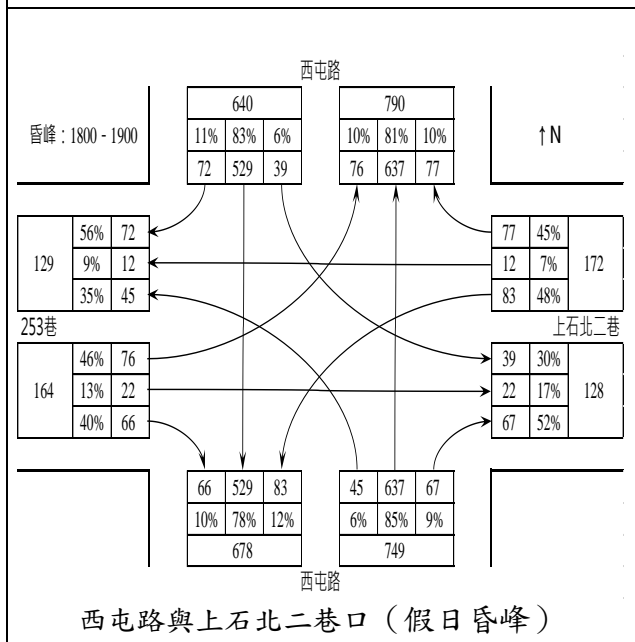 西屯路
640 790
昏峰：1800 - 1900 11% 83% 6% 10% 81% 10% ↑N
72 529 39 76 637 77
56% 72 77 45%
129 9% 12 12 7% 172
35% 45 83 48%
253巷 上石北二巷
46% 76 39 30%
164 13% 22 22 17% 128
40% 66 67 52%
66 529 83 45 637 67
10% 78% 12% 6% 85% 9%
678 749
西屯路
西屯路與上石北二巷口（假日昏峰）